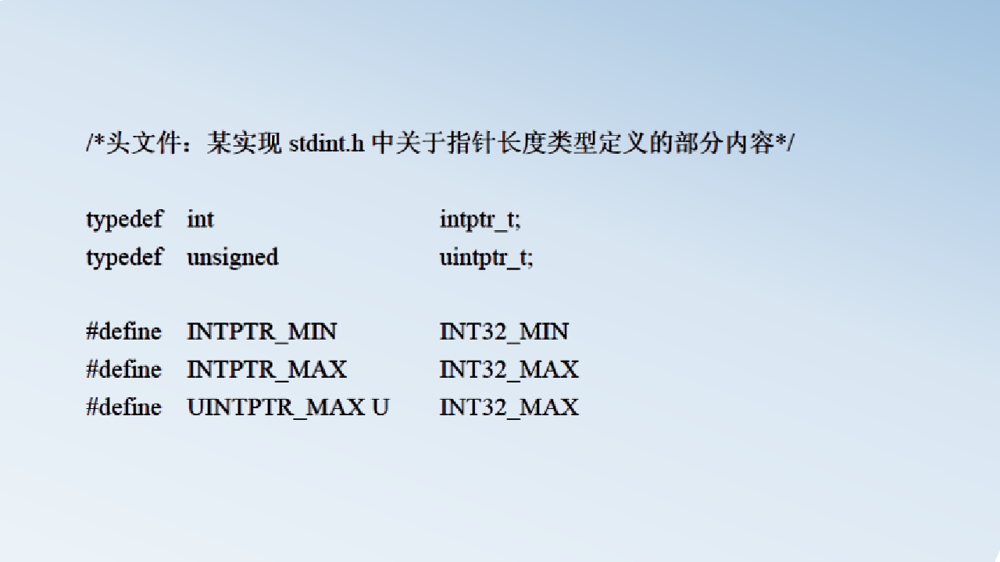 /*头文件：某实现 stdint.h 中关于指针长度类型定义的部分内容*/
typedef int intptr_t;
typedef unsigned uintptr_t;
#define INTPTR_MIN INT32_MIN
#define INTPTR_MAX INT32_MAX
#define UINTPTR_MAX U INT32_MAX